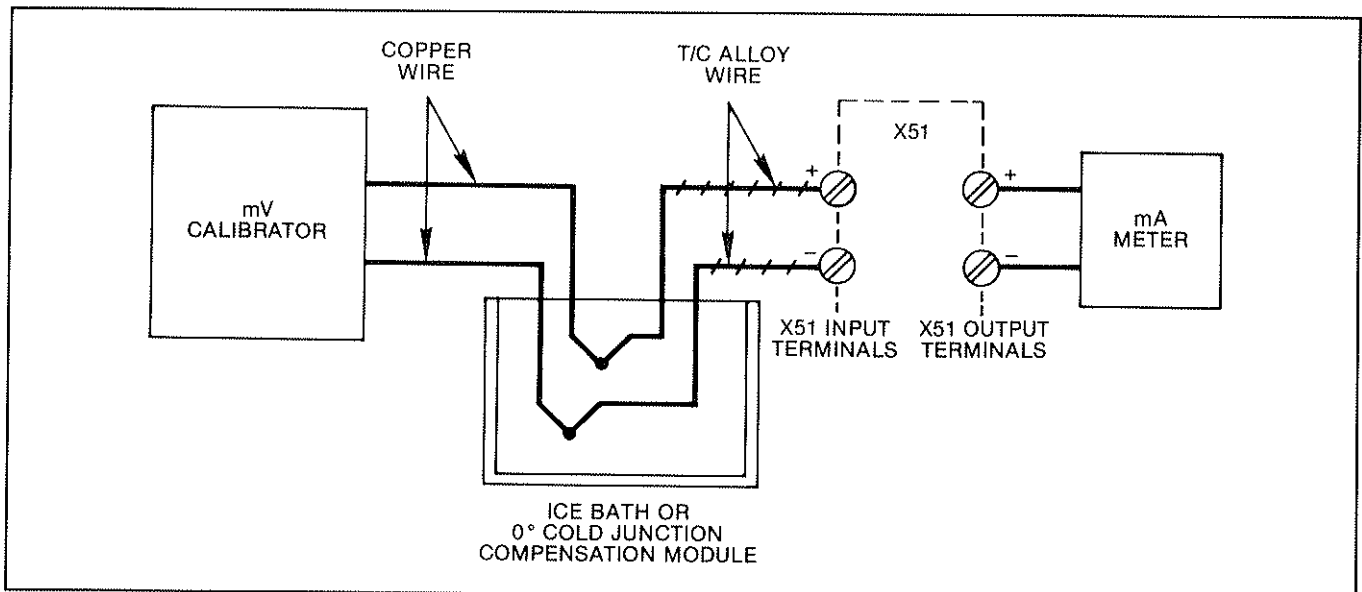 COPPER
WIRE
T/C ALLOY
WIRE
X51
mV
CALIBRATOR
+
+
mA
METER
–
–
X51 INPUT
TERMINALS
X51 OUTPUT
TERMINALS
ICE BATH OR
0° COLD JUNCTION
COMPENSATION MODULE